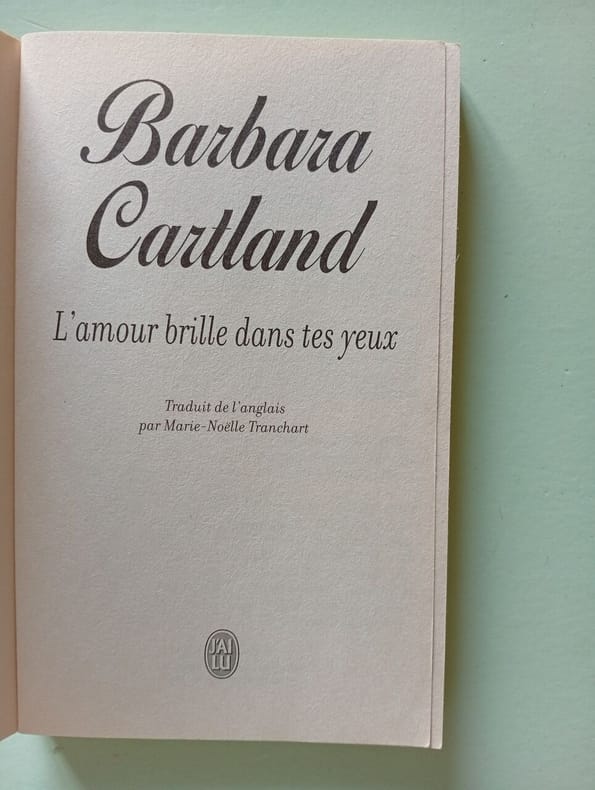 Barbara
Cartland
L'amour brille dans tes yeux
Traduit de l'anglais
par Marie-Noëlle Tranchart
J'AI
LU